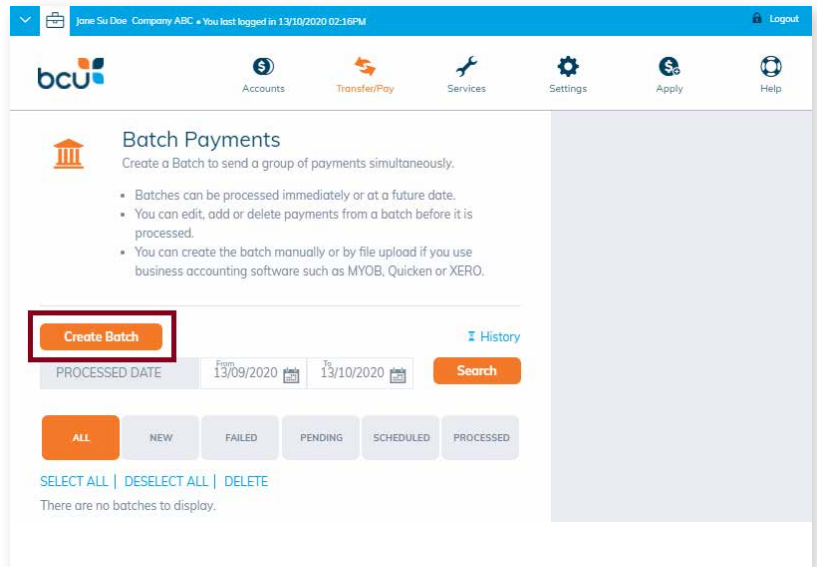 Jane Su Doe Company ABC • You last logged in 13/10/2020 02:16PM
Logout
bcu
Accounts
Transfer/Pay
Services
Settings
Apply
Help
Batch Payments
Create a Batch to send a group of payments simultaneously.
• Batches can be processed immediately or at a future date.
• You can edit, add or delete payments from a batch before it is
processed.
• You can create the batch manually or by file upload if you use
business accounting software such as MYOB, Quicken or XERO.
Create Batch
History
PROCESSED DATE
From
13/09/2020
To
13/10/2020
Search
ALL
NEW
FAILED
PENDING
SCHEDULED
PROCESSED
SELECT ALL | DESELECT ALL | DELETE
There are no batches to display.